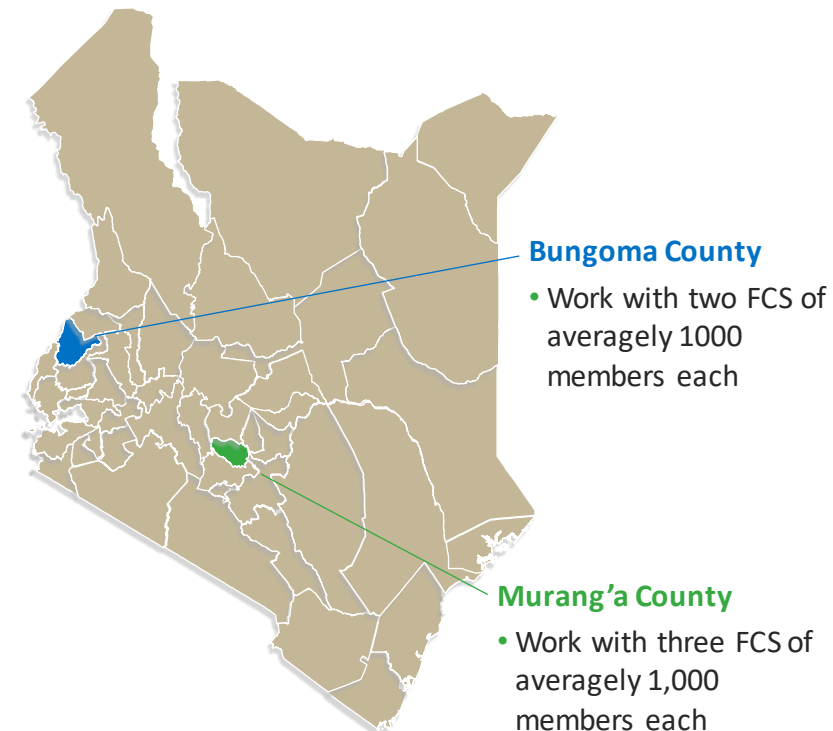 Bungoma County
• Work with two FCS of
averagely 1000
members each
Murang’a County
• Work with three FCS of
averagely 1,000
members each